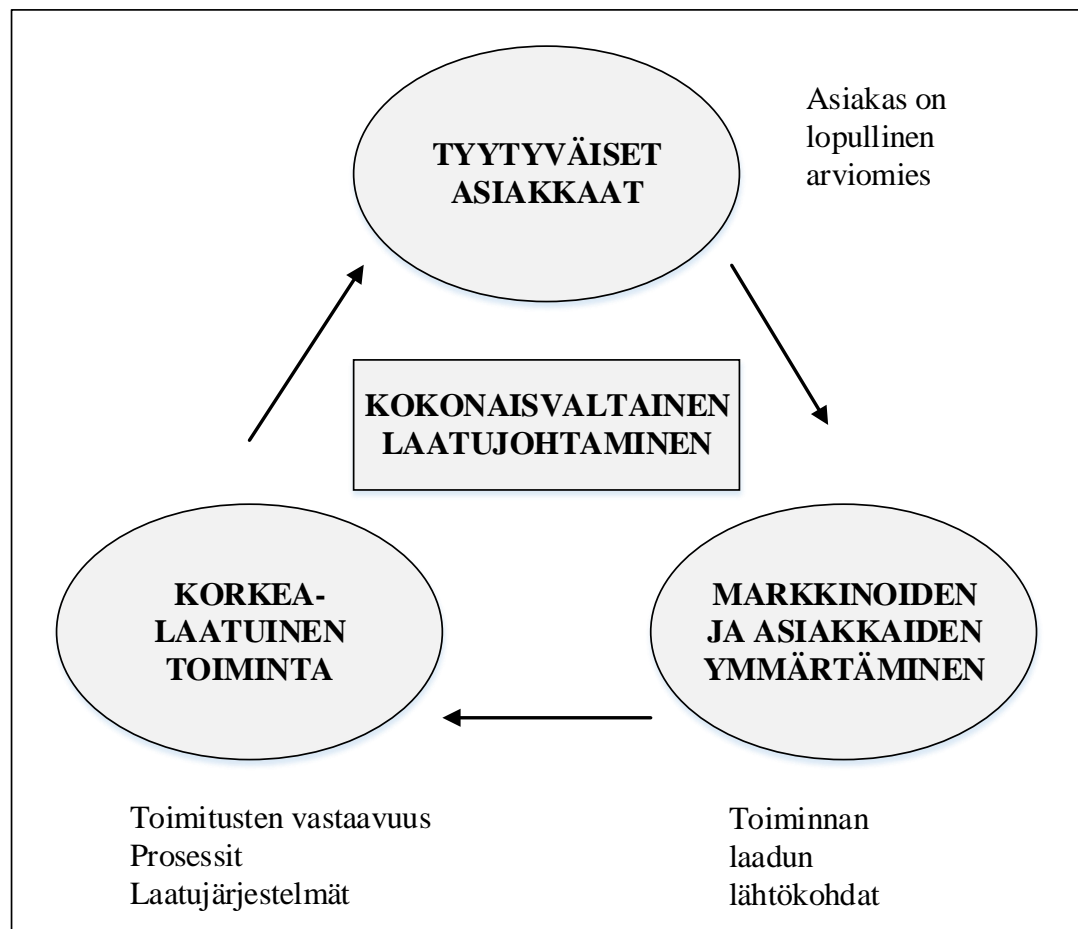 TYYTYVÄISET
ASIAKKAAT
Asiakas on
lopullinen
arviomies
KOKONAISVALTAINEN
LAATUJOHTAMINEN
KORKEA-
LAATUINEN
TOIMINTA
MARKKINOIDEN
JA ASIAKKAIDEN
YMMÄRTÄMINEN
Toimitusten vastaavuus
Prosessit
Laatujärjestelmät
Toiminnan
laadun
lähtökohdat